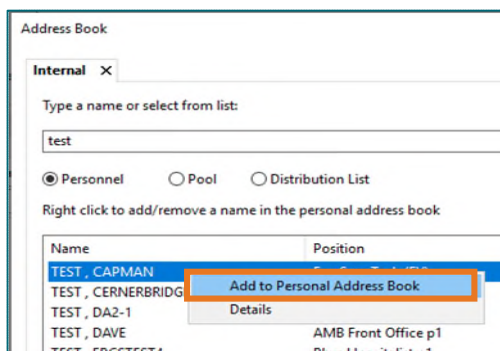 Address Book
Internal X
Type a name or select from list:
test
Personnel Pool Distribution List
Right click to add/remove a name in the personal address book
Name Position
TEST , CAPMAN
Add to Personal Address Book
TEST , CERNERBRIDG
Details
TEST , DA2-1
TEST , DAVE AMB Front Office p1